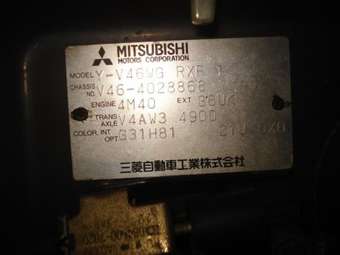 MITSUBISHI
MOTORS CORPORATION
MODEL Y-V46WG RXF
CHASSIS NO. V46-4028868
ENGINE 4M40 EXT
TRANS AXLE V4AW3 4900
COLOR, INT OPT G31H81
三菱自動車工業株式会社